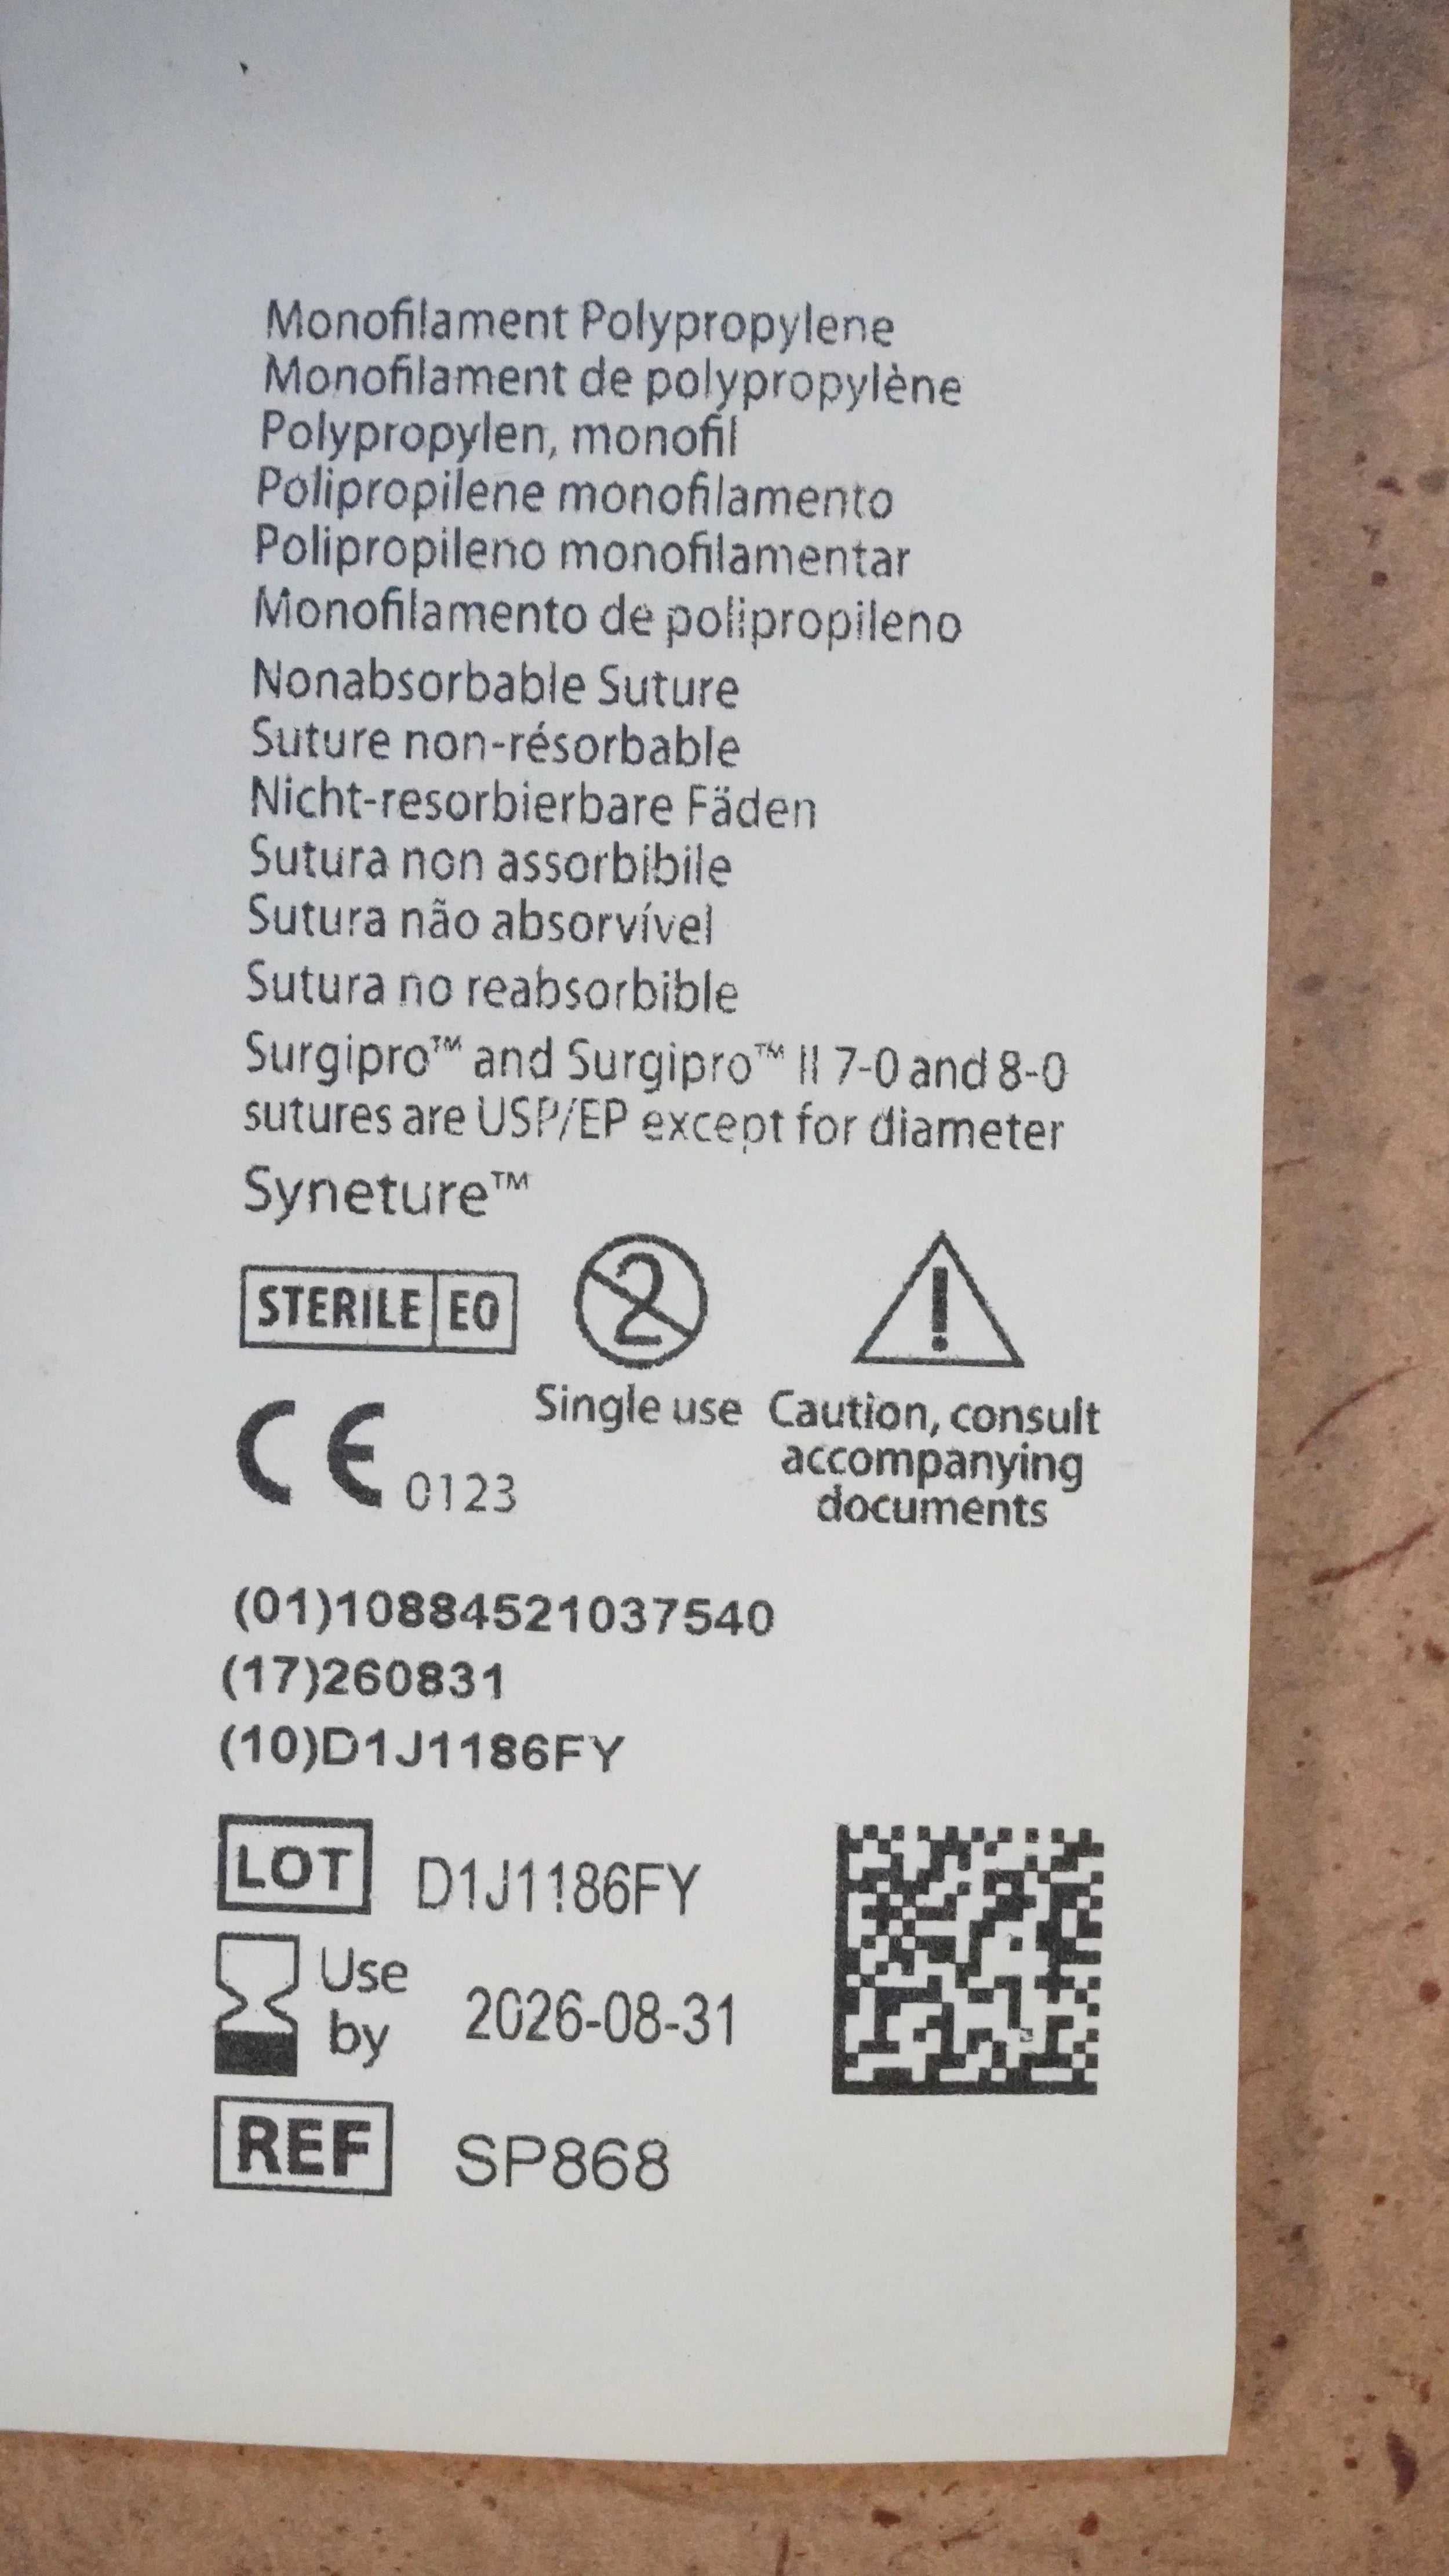 Monofilament Polypropylene
Monofilament de polypropylène
Polypropylen, monofil
Polipropilene monofilamento
Polipropileno monofilamentar
Monofilamento de polipropileno
Nonabsorbable Suture
Suture non-résorbable
Nicht-resorbierbare Fäden
Sutura non assorbibile
Sutura não absorvível
Sutura no reabsorbible
Surgipro™ and Surgipro™ II 7-0 and 8-0
sutures are USP/EP except for diameter
Syneture™
STERILE EO
2
!
Single use
Caution, consult
accompanying
documents
CE 0123
(01)10884521037540
(17)260831
(10)D1J1186FY
LOT D1J1186FY
Use
by 2026-08-31
REF SP868